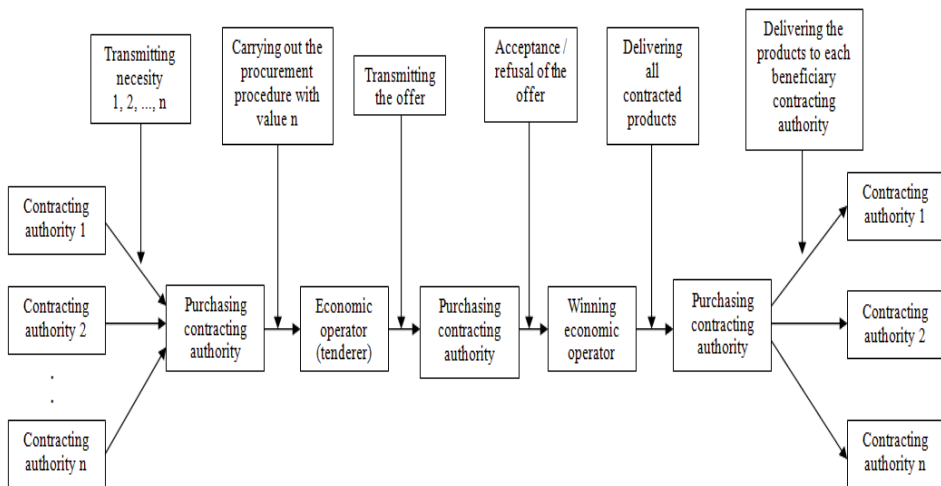 Transmitting
necesity
1, 2, ..., n
Carrying out the
procurement
procedure with
value n
Transmitting
the offer
Acceptance /
refusal of the
offer
Delivering
all
contracted
products
Delivering the
products to each
beneficiary
contracting
authority
Contracting
authority 1
Contracting
authority 2
.
.
Contracting
authority n
Purchasing
contracting
authority
Economic
operator
(tenderer)
Purchasing
contracting
authority
Winning
economic
operator
Purchasing
contracting
authority
Contracting
authority 1
Contracting
authority 2
Contracting
authority n